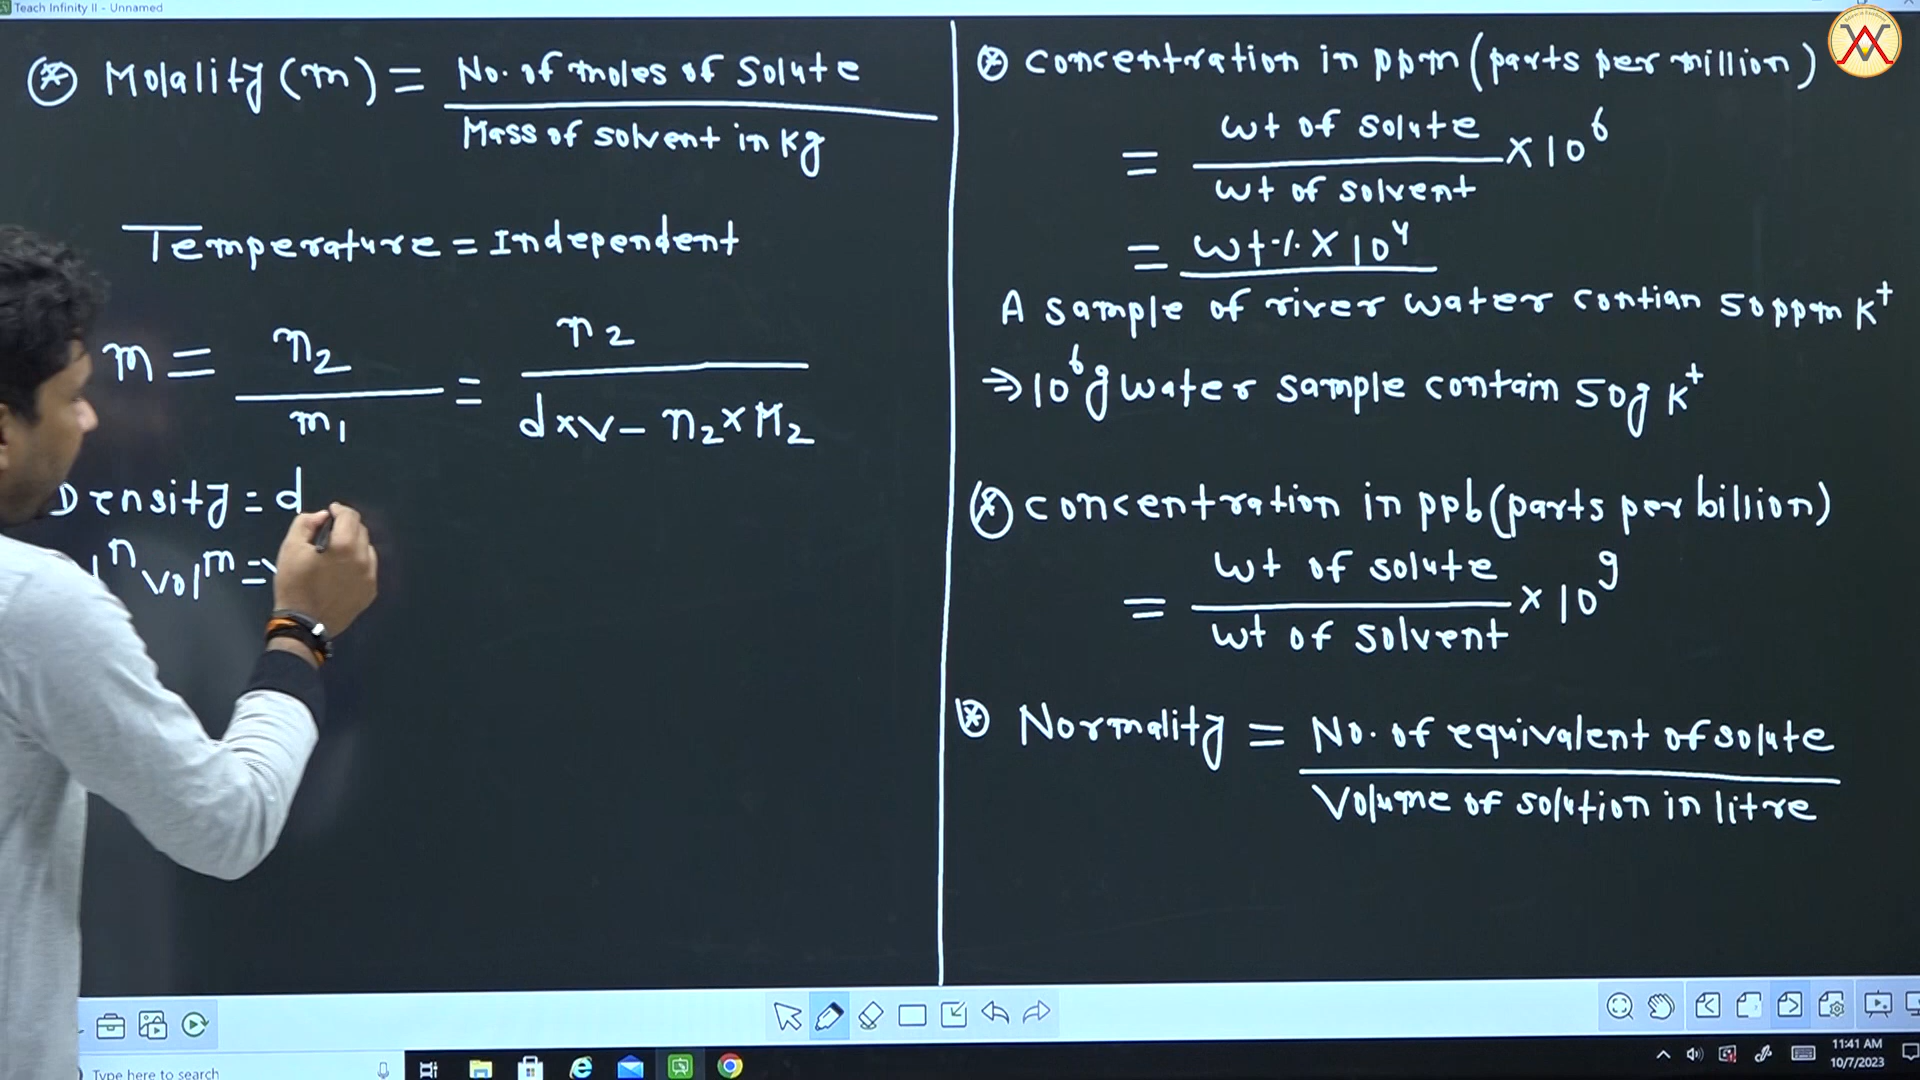 Teach Infinity II - Unnamed
Molality (m) = No. of moles of Solute
Mass of solvent in Kg
Temperature = Independent
m = n2 / m1 = n2 / d×v – n2×M2
Density = d
vol^m =
Concentration in ppm (parts per million)
= wt of solute / wt of solvent × 10^6
= wt·/. × 10^4
A sample of river water contian 50ppm K+
⇒ 10^6 g water sample contain 50g K+
Concentration in ppb (parts per billion)
= wt of solute / wt of solvent × 10^9
Normality = No. of equivalent of solute
Volume of solution in litre
Type here to search
11:41 AM
10/7/2023